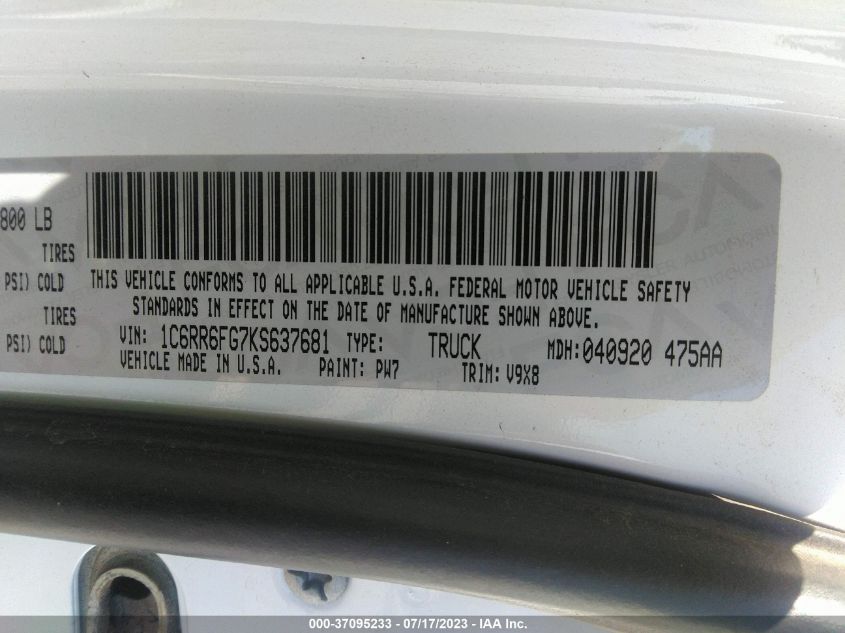 800 LB
TIRES
PSI) COLD
TIRES
PSI) COLD
THIS VEHICLE CONFORMS TO ALL APPLICABLE U.S.A. FEDERAL MOTOR VEHICLE SAFETY
STANDARDS IN EFFECT ON THE DATE OF MANUFACTURE SHOWN ABOVE.
VIN: 1C6RR6FG7KS637681 TYPE: TRUCK MDH:040920 475AA
VEHICLE MADE IN U.S.A. PAINT: PW7 TRIM: V9X8
000-37095233 - 07/17/2023 - IAA Inc.